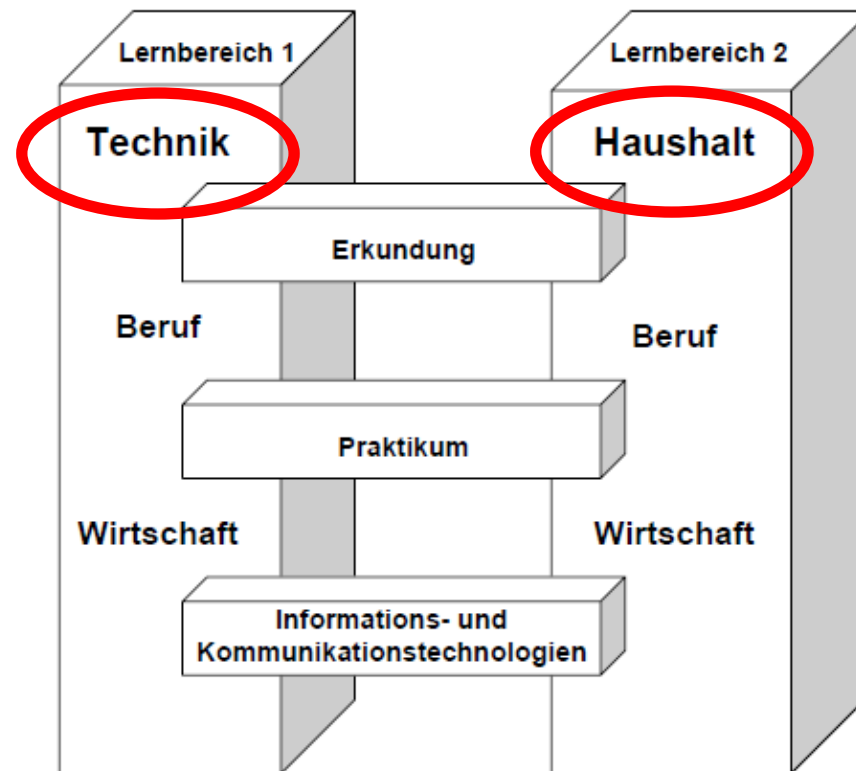 Lernbereich 1
Lernbereich 2
Technik
Haushalt
Erkundung
Beruf
Beruf
Praktikum
Wirtschaft
Wirtschaft
Informations- und
Kommunikationstechnologien